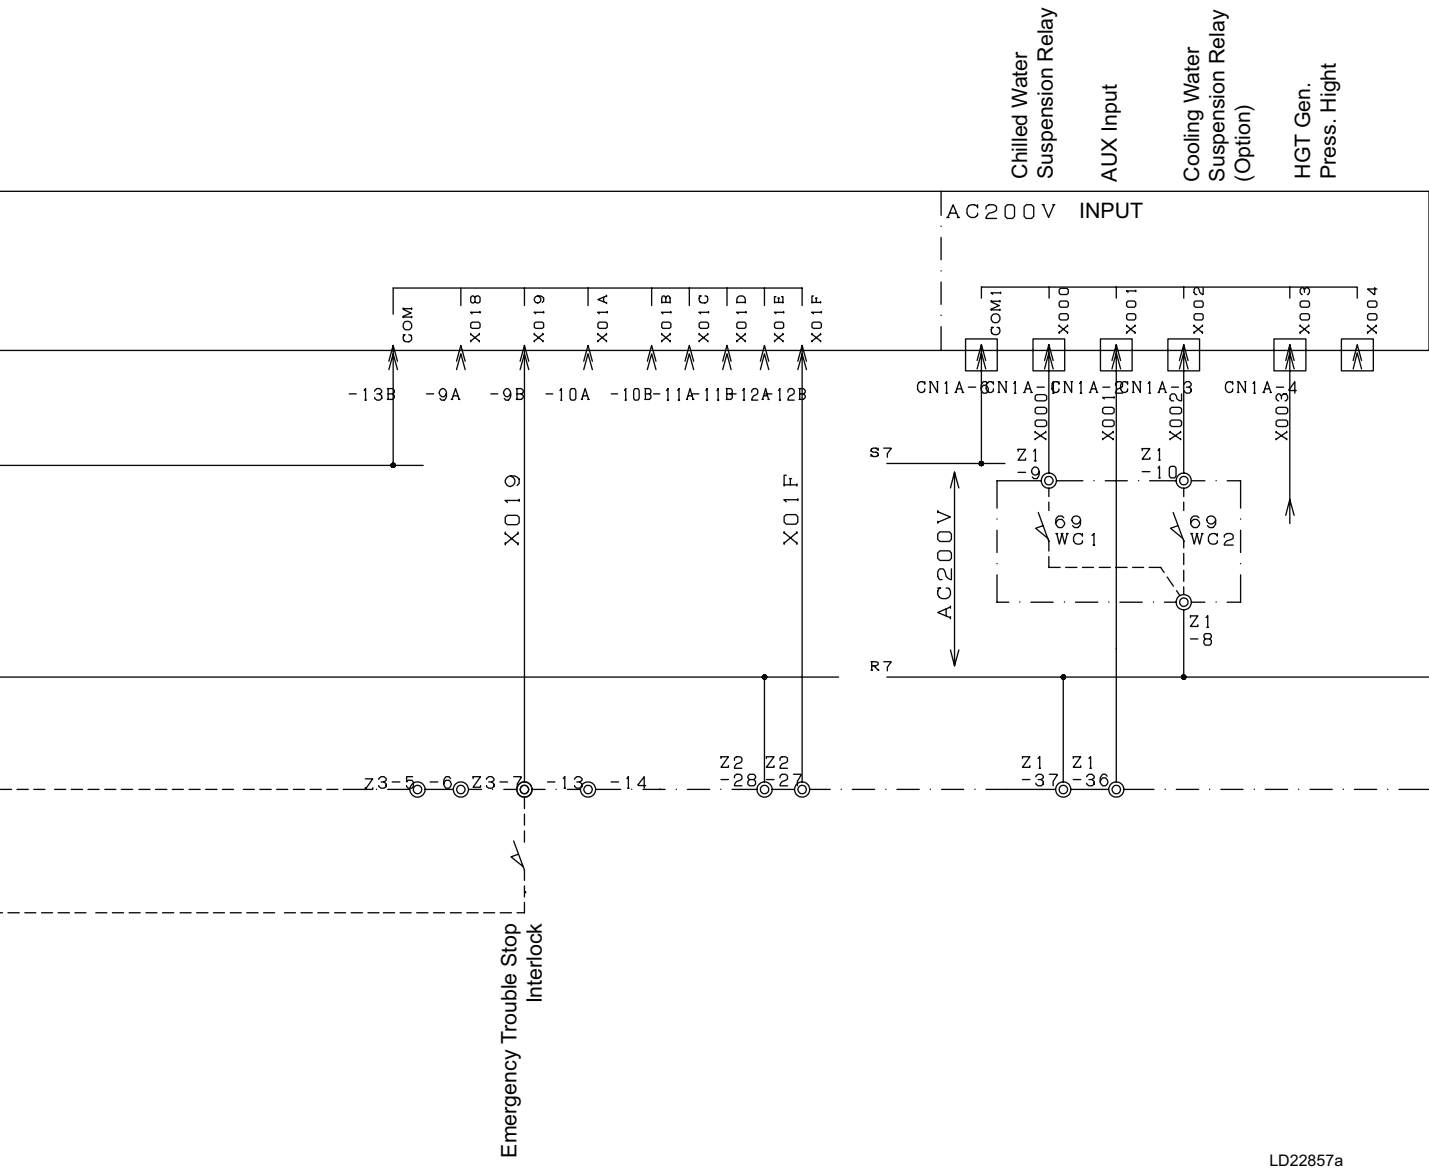 Chilled Water
Suspension Relay
AUX Input
Cooling Water
Suspension Relay
(Option)
HGT Gen.
Press. Hight
AC200V INPUT
COM
X018
X019
X01A
X01B
X01C
X01D
X01E
X01F
COM1
X000
X001
X002
X003
X004
-13B
-9A
-9B
-10A
-10B
-11A
-11B
-12A
-12B
CN1A-6
CN1A-1
CN1A-2
CN1A-3
CN1A-4
X000
X001
X002
X003
S7
Z1
-9
Z1
-10
X019
X01F
AC200V
69
WC1
69
WC2
Z1
-8
R7
Z3-5
-6
Z3-7
-13
-14
Z2
-28
Z2
-27
Z1
-37
Z1
-36
Emergency Trouble Stop
Interlock
LD22857a